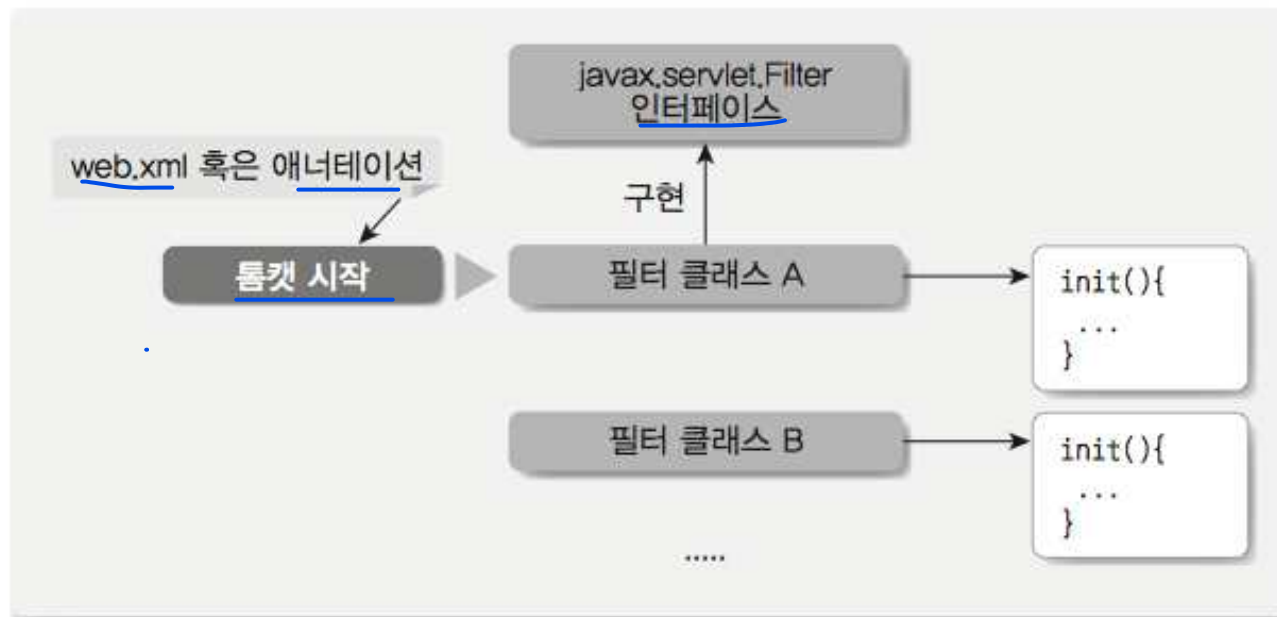 javax.servlet.Filter
인터페이스
web.xml 혹은 애너테이션
구현
톰캣 시작
필터 클래스 A
init(){
...
}
필터 클래스 B
init(){
...
}
.....